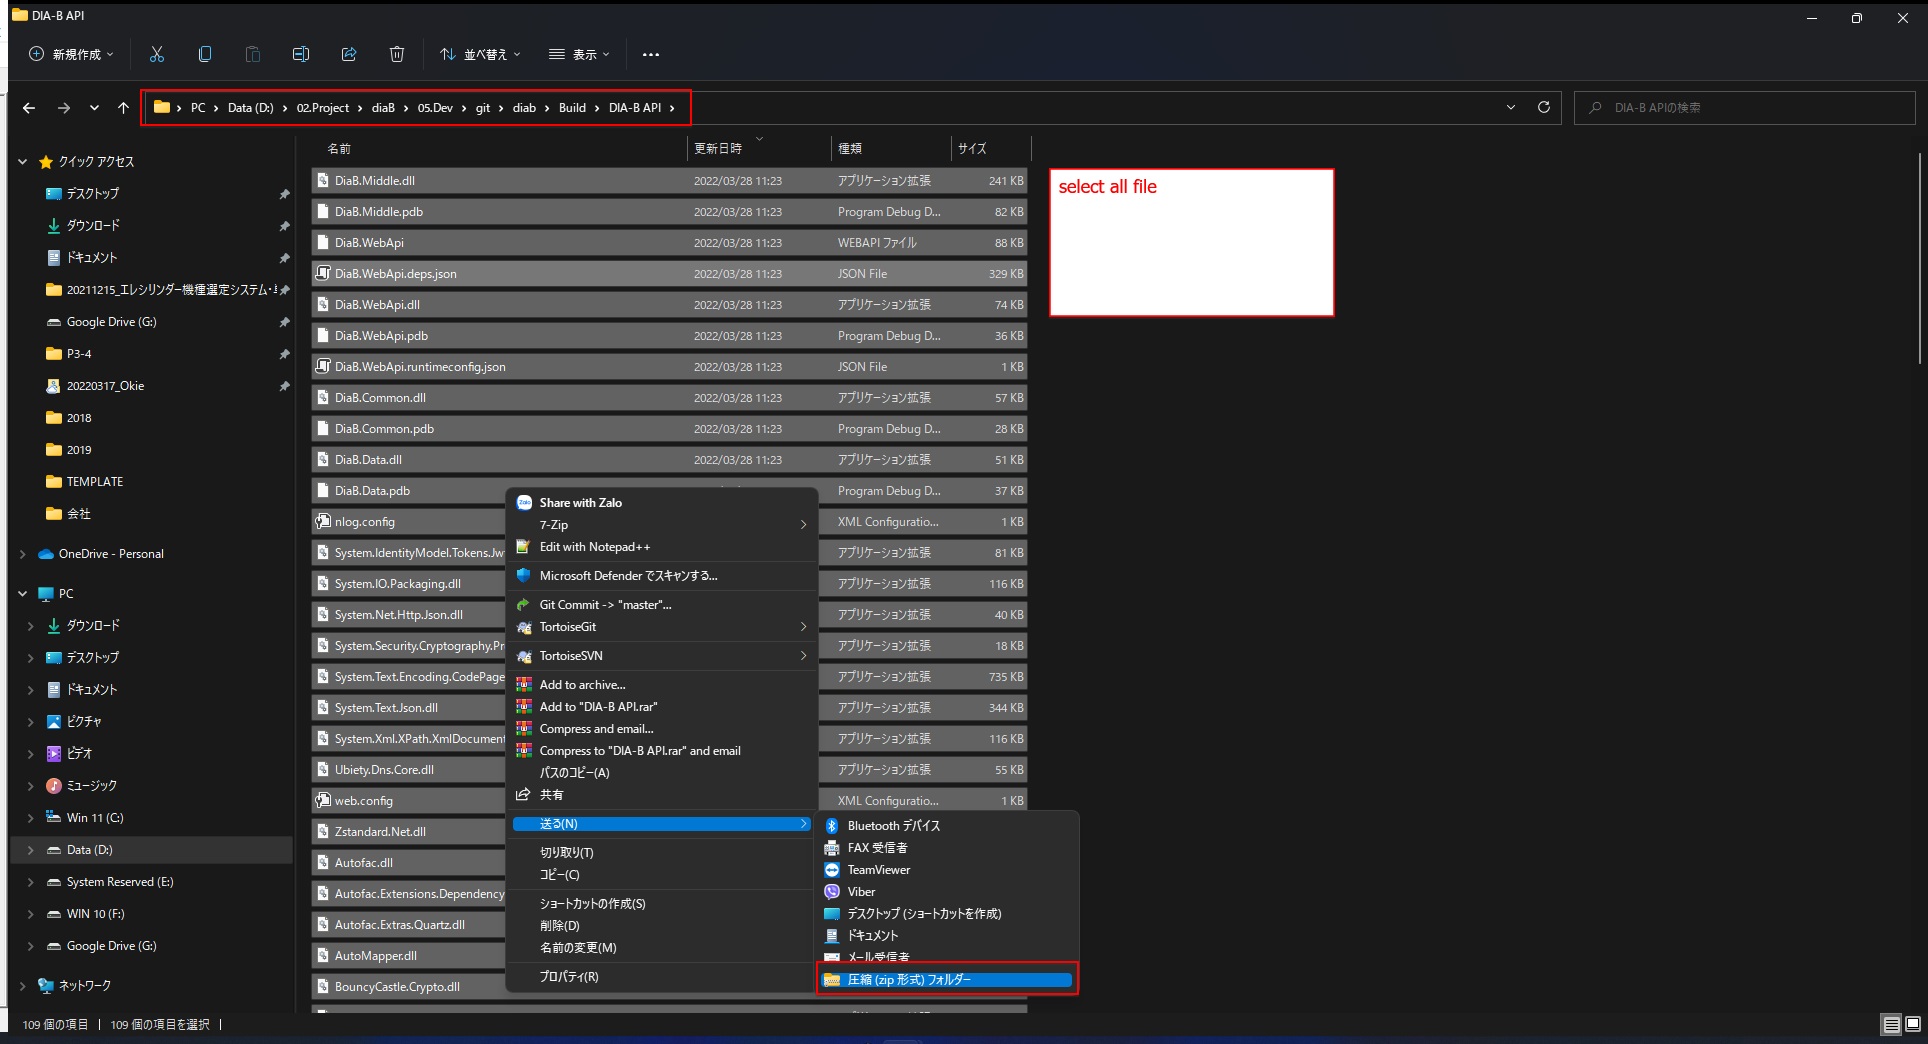 DIA-B API
新規作成
並べ替え
表示
PC > Data (D:) > 02.Project > diaB > 05.Dev > git > diab > Build > DIA-B API >
DIA-B APIの検索
クイック アクセス
デスクトップ
ダウンロード
ドキュメント
20211215_エレシリンダー機種選定システム・
Google Drive (G:)
P3-4
20220317_Okie
2018
2019
TEMPLATE
会社
OneDrive - Personal
PC
ダウンロード
デスクトップ
ドキュメント
ピクチャ
ビデオ
ミュージック
Win 11 (C:)
Data (D:)
System Reserved (E:)
WIN 10 (F:)
Google Drive (G:)
ネットワーク
名前 更新日時 種類 サイズ
DiaB.Middle.dll 2022/03/28 11:23 アプリケーション拡張 241 KB
DiaB.Middle.pdb 2022/03/28 11:23 Program Debug D... 82 KB
DiaB.WebApi 2022/03/28 11:23 WEBAPI ファイル 88 KB
DiaB.WebApi.deps.json 2022/03/28 11:23 JSON File 329 KB
DiaB.WebApi.dll 2022/03/28 11:23 アプリケーション拡張 74 KB
DiaB.WebApi.pdb 2022/03/28 11:23 Program Debug D... 36 KB
DiaB.WebApi.runtimeconfig.json 2022/03/28 11:23 JSON File 1 KB
DiaB.Common.dll 2022/03/28 11:23 アプリケーション拡張 57 KB
DiaB.Common.pdb 2022/03/28 11:23 Program Debug D... 28 KB
DiaB.Data.dll 2022/03/28 11:23 アプリケーション拡張 51 KB
DiaB.Data.pdb Program Debug D... 37 KB
nlog.config XML Configuratio... 1 KB
System.IdentityModel.Tokens.Jw アプリケーション拡張 81 KB
System.IO.Packaging.dll アプリケーション拡張 116 KB
System.Net.Http.Json.dll アプリケーション拡張 40 KB
System.Security.Cryptography.Pr アプリケーション拡張 18 KB
System.Text.Encoding.CodePage アプリケーション拡張 735 KB
System.Text.Json.dll アプリケーション拡張 344 KB
System.Xml.XPath.XmlDocument アプリケーション拡張 116 KB
Ubiety.Dns.Core.dll アプリケーション拡張 55 KB
web.config XML Configuratio... 1 KB
Zstandard.Net.dll
Autofac.dll
Autofac.Extensions.Dependency
Autofac.Extras.Quartz.dll
AutoMapper.dll
BouncyCastle.Crypto.dll
select all file
Share with Zalo
7-Zip
Edit with Notepad++
Microsoft Defender でスキャンする...
Git Commit -> "master"...
TortoiseGit
TortoiseSVN
Add to archive...
Add to "DIA-B API.rar"
Compress and email...
Compress to "DIA-B API.rar" and email
パスのコピー(A)
共有
送る(N)
切り取り(T)
コピー(C)
ショートカットの作成(S)
削除(D)
名前の変更(M)
プロパティ(R)
Bluetooth デバイス
FAX 受信者
TeamViewer
Viber
デスクトップ (ショートカットを作成)
ドキュメント
メール受信者
圧縮 (zip 形式) フォルダー
109 個の項目 | 109 個の項目を選択 |